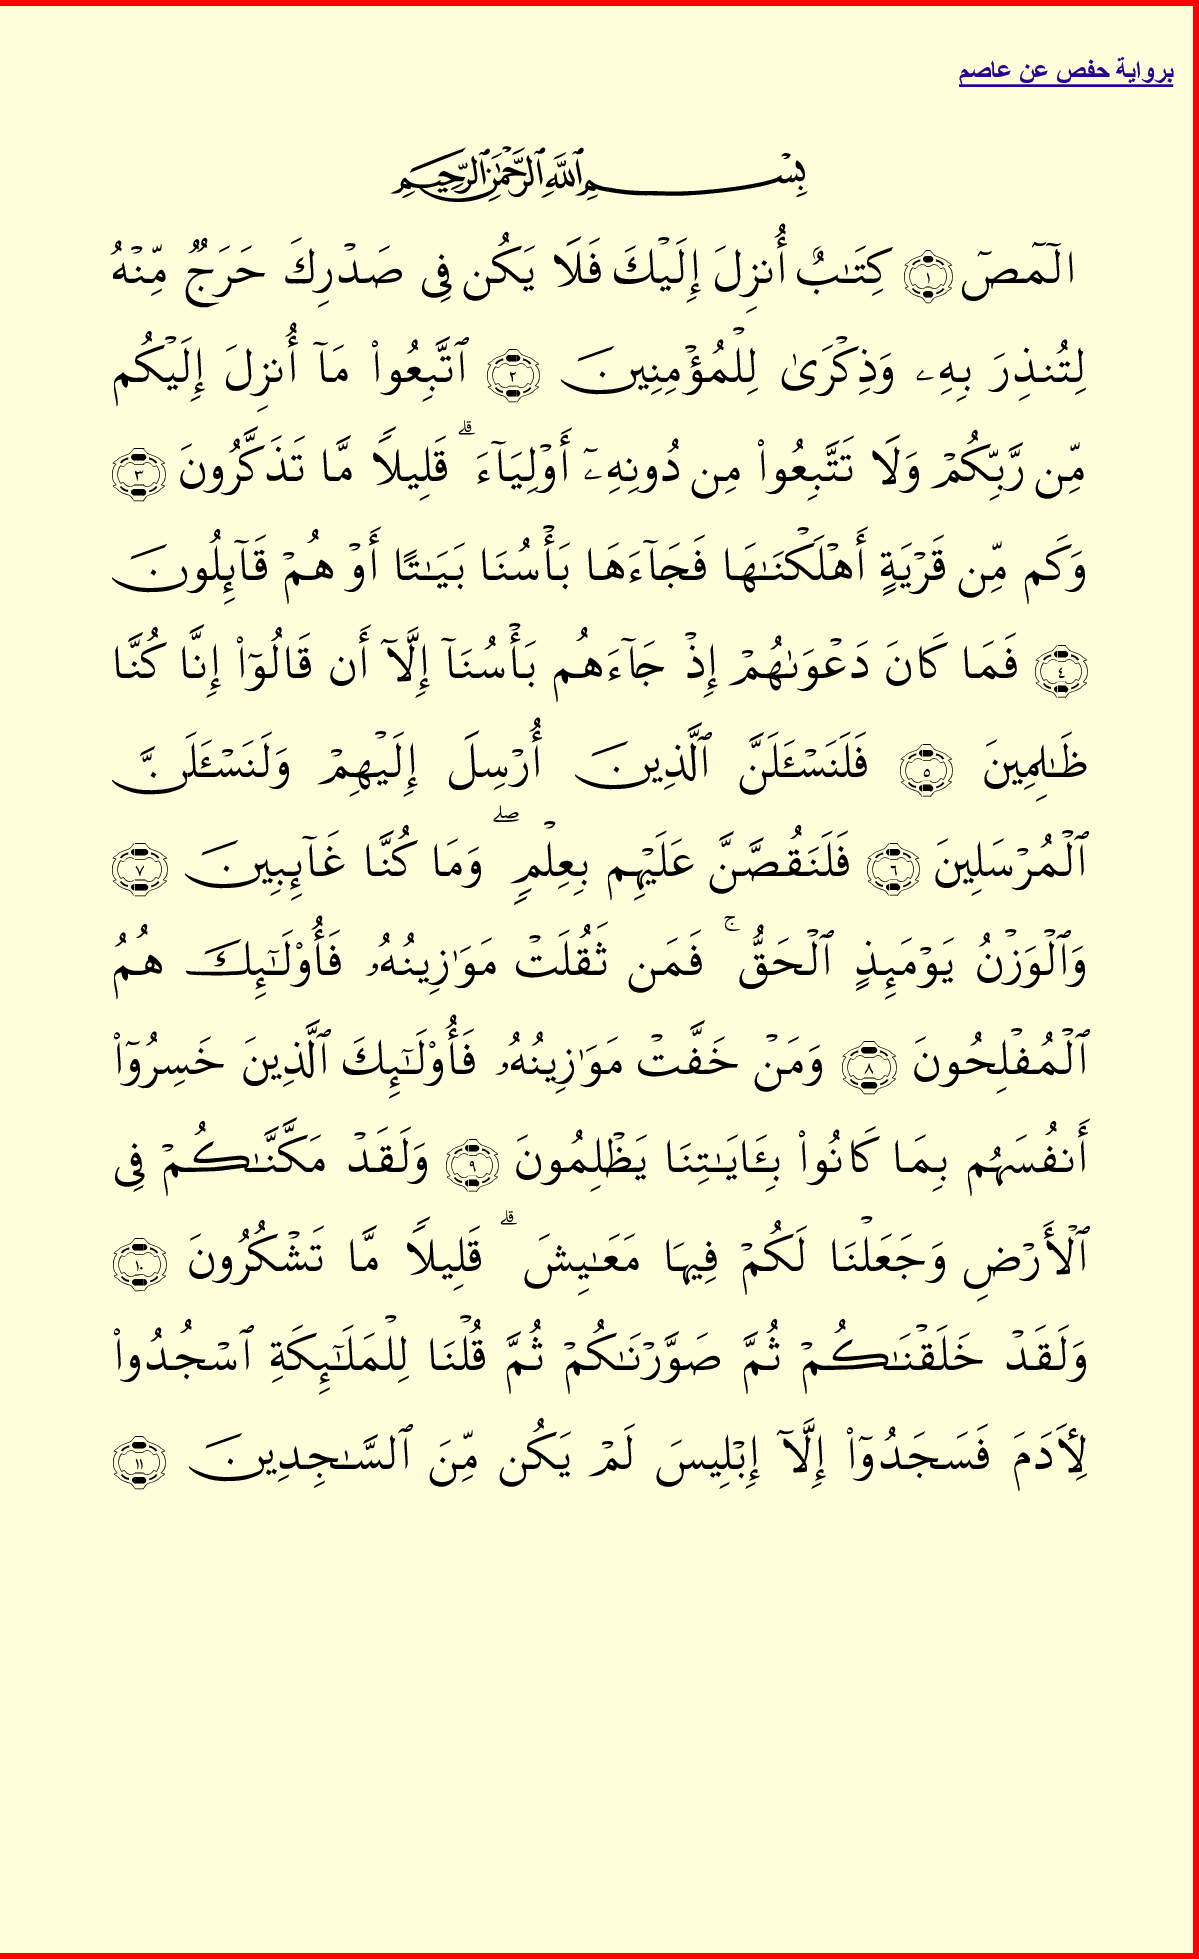 برواية حفص عن عاصم
بِسۡمِ ٱللَّهِ ٱلرَّحۡمَٰنِ ٱلرَّحِيمِ
الٓمٓصٓ ۝١ كِتَٰبٌ أُنزِلَ إِلَيۡكَ فَلَا يَكُن فِي صَدۡرِكَ حَرَجٞ مِّنۡهُ
لِتُنذِرَ بِهِۦ وَذِكۡرَىٰ لِلۡمُؤۡمِنِينَ ۝٢ ٱتَّبِعُواْ مَآ أُنزِلَ إِلَيۡكُم
مِّن رَّبِّكُمۡ وَلَا تَتَّبِعُواْ مِن دُونِهِۦٓ أَوۡلِيَآءَۗ قَلِيلٗا مَّا تَذَكَّرُونَ ۝٣
وَكَم مِّن قَرۡيَةٍ أَهۡلَكۡنَٰهَا فَجَآءَهَا بَأۡسُنَا بَيَٰتًا أَوۡ هُمۡ قَآئِلُونَ
۝٤ فَمَا كَانَ دَعۡوَىٰهُمۡ إِذۡ جَآءَهُم بَأۡسُنَآ إِلَّآ أَن قَالُوٓاْ إِنَّا كُنَّا
ظَٰلِمِينَ ۝٥ فَلَنَسۡـَٔلَنَّ ٱلَّذِينَ أُرۡسِلَ إِلَيۡهِمۡ وَلَنَسۡـَٔلَنَّ
ٱلۡمُرۡسَلِينَ ۝٦ فَلَنَقُصَّنَّ عَلَيۡهِم بِعِلۡمٖۖ وَمَا كُنَّا غَآئِبِينَ ۝٧
وَٱلۡوَزۡنُ يَوۡمَئِذٍ ٱلۡحَقُّۚ فَمَن ثَقُلَتۡ مَوَٰزِينُهُۥ فَأُوْلَٰٓئِكَ هُمُ
ٱلۡمُفۡلِحُونَ ۝٨ وَمَنۡ خَفَّتۡ مَوَٰزِينُهُۥ فَأُوْلَٰٓئِكَ ٱلَّذِينَ خَسِرُوٓاْ
أَنفُسَهُم بِمَا كَانُواْ بِـَٔايَٰتِنَا يَظۡلِمُونَ ۝٩ وَلَقَدۡ مَكَّنَّٰكُمۡ فِي
ٱلۡأَرۡضِ وَجَعَلۡنَا لَكُمۡ فِيهَا مَعَٰيِشَۗ قَلِيلٗا مَّا تَشۡكُرُونَ ۝١٠
وَلَقَدۡ خَلَقۡنَٰكُمۡ ثُمَّ صَوَّرۡنَٰكُمۡ ثُمَّ قُلۡنَا لِلۡمَلَٰٓئِكَةِ ٱسۡجُدُواْ
لِأٓدَمَ فَسَجَدُوٓاْ إِلَّآ إِبۡلِيسَ لَمۡ يَكُن مِّنَ ٱلسَّٰجِدِينَ ۝١١